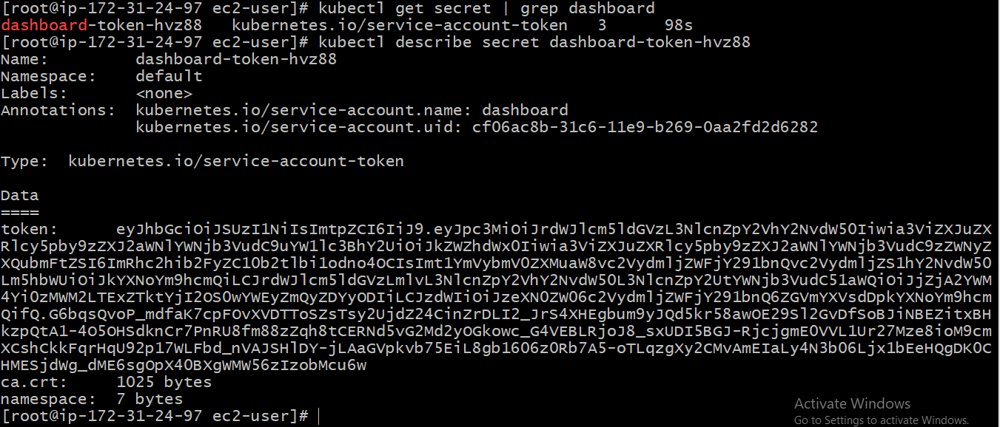 [root@ip-172-31-24-97 ec2-user]# kubectl get secret | grep dashboard
dashboard-token-hvz88   kubernetes.io/service-account-token   3      98s
[root@ip-172-31-24-97 ec2-user]# kubectl describe secret dashboard-token-hvz88
Name:         dashboard-token-hvz88
Namespace:    default
Labels:       <none>
Annotations:  kubernetes.io/service-account.name: dashboard
              kubernetes.io/service-account.uid: cf06ac8b-31c6-11e9-b269-0aa2fd2d6282
Type:  kubernetes.io/service-account-token
Data
====
token:      eyJhbGciOiJSUzI1NiIsImtpZCI6IiJ9.eyJpc3MiOiJrdWJlcm5ldGVzL3NlcnZpY2VhY2NvdW50Iiwia3ViZXJuZX
Rlcy5pby9zZXJ2aWNlYWNjb3VudC9uYW1lc3BhY2UiOiJkZWZhdWx0Iiwia3ViZXJuZXRlcy5pby9zZXJ2aWNlYWNjb3VudC9zZWNyZ
XQubmFtZSI6ImRhc2hib2FyZC10b2tlbi1odno4OCIsImt1YmVybmV0ZXMuaW8vc2VydmljZWFjY291bnQvc2VydmljZS1hY2NvdW50
Lm5hbWUiOiJkYXNoYm9hcmQiLCJrdWJlcm5ldGVzLmlvL3NlcnZpY2VhY2NvdW50L3NlcnZpY2UtYWNjb3VudC51aWQiOiJjZjA2YWM
4Yi0zMWM2LTExZTktYjI2OS0wYWEyZmQyZDYyODIiLCJzdWIiOiJzeXN0ZW06c2VydmljZWFjY291bnQ6ZGVmYXVsdDpkYXNoYm9hcm
QifQ.G6bqsQvoP_mdfaK7cpFOvXVDTToSZsTsy2UjdZ24CinZrDLI2_JrS4XHEgbum9yJQd5kr58awOE29Sl2GvDfSoBJiNBEZitxBH
kzpQtA1-4O5OHSdknCr7PnRU8fm88zZqh8tCERNd5vG2Md2yOGkowc_G4VEBLRjoJ8_sxUDI5BGJ-RjcjgmE0VVL1Ur27Mze8ioM9cm
XCshCkkFqrHqU92p17WLFbd_nVAJSHlDY-jLAaGVpkvb75EiL8gb16O6z0Rb7A5-oTLqzgXy2CMvAmEIaLy4N3b06Ljx1bEeHQgDK0C
HMESjdWg_dME6sgOpX40BXgWMW56zIzobMcu6w
ca.crt:     1025 bytes
namespace:  7 bytes
[root@ip-172-31-24-97 ec2-user]#
Activate Windows
Go to Settings to activate Windows.